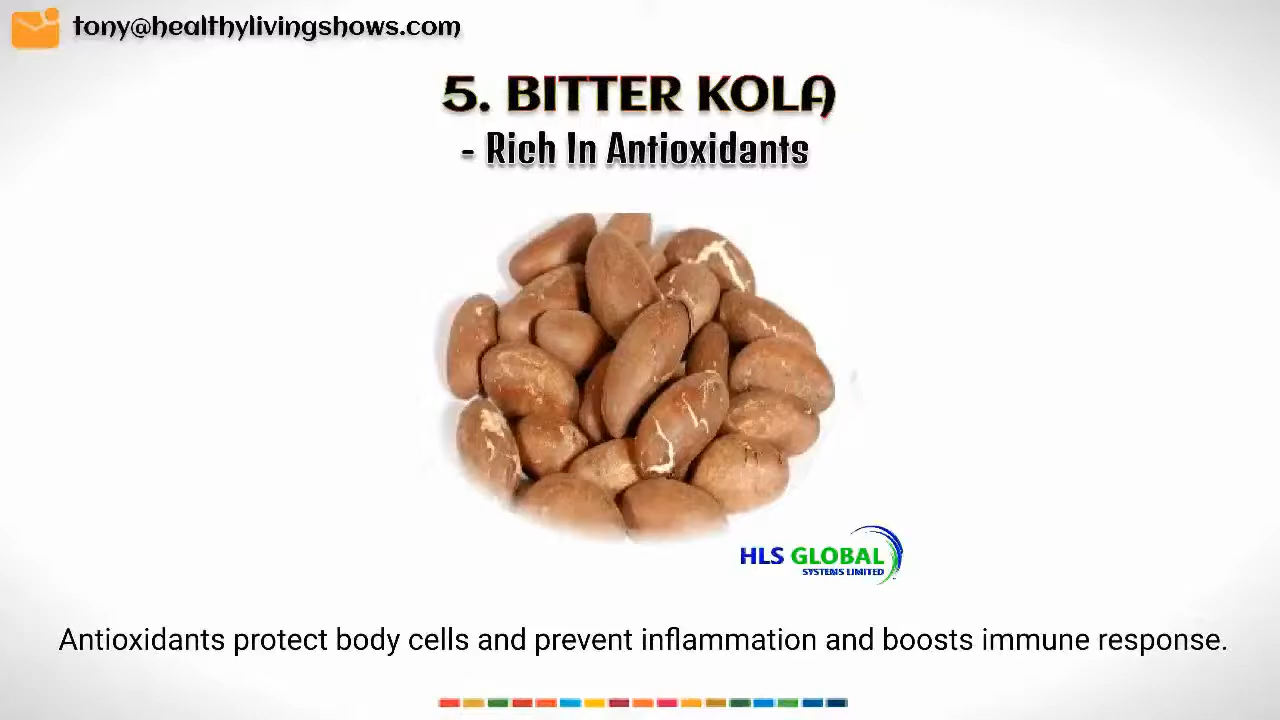 tony@healthylivingshows.com
5. BITTER KOLA
- Rich In Antioxidants
HLS GLOBAL
SYSTEMS LIMITED
Antioxidants protect body cells and prevent inflammation and boosts immune response.